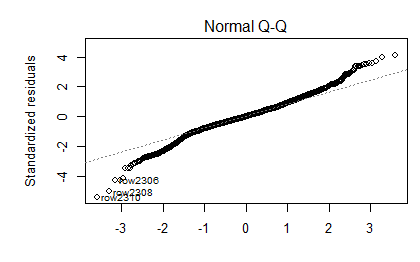 Normal Q-Q
Standardized residuals
4
2
0
-2
-4
row2306
row2308
row2310
-3 -2 -1 0 1 2 3